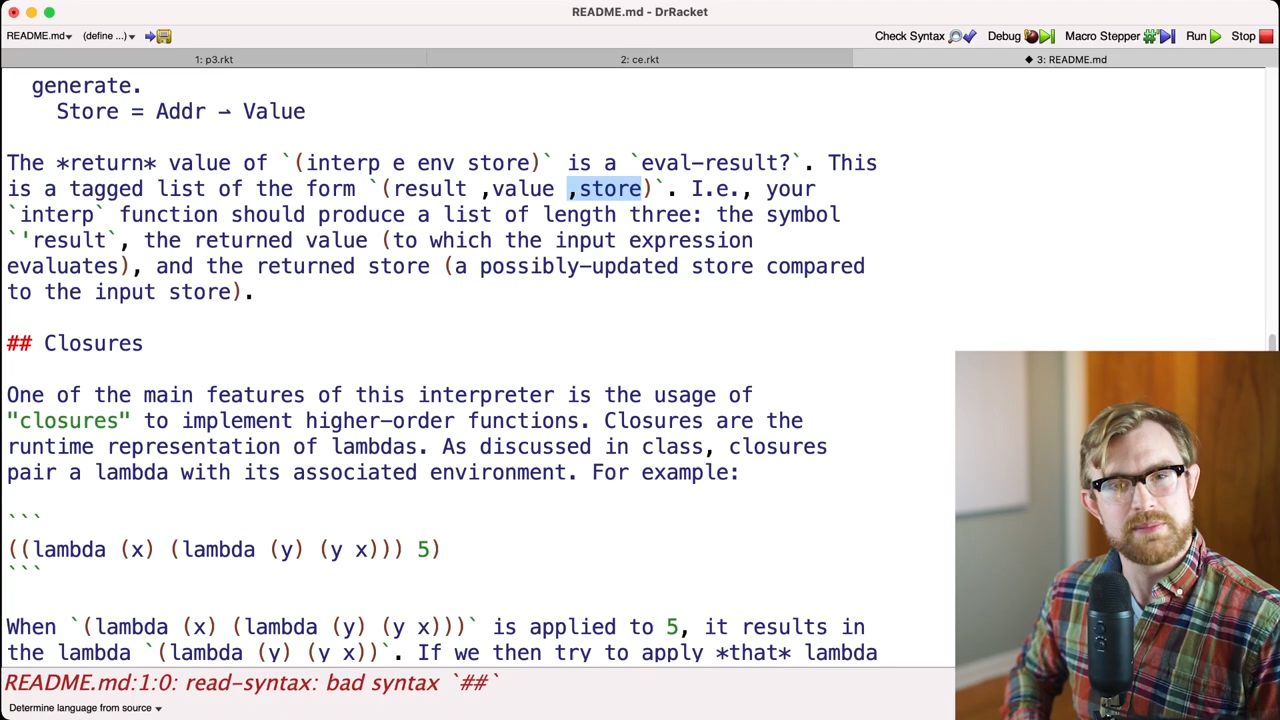 README.md - DrRacket
README.md▾ (define ...)▾ Check Syntax Debug Macro Stepper Run Stop
1: p3.rkt 2: ce.rkt ◆ 3: README.md
generate.
Store = Addr ⇀ Value
The *return* value of `(interp e env store)` is a `eval-result?`. This
is a tagged list of the form `(result ,value ,store)`. I.e., your
`interp` function should produce a list of length three: the symbol
`'result`, the returned value (to which the input expression
evaluates), and the returned store (a possibly-updated store compared
to the input store).
## Closures
One of the main features of this interpreter is the usage of
"closures" to implement higher-order functions. Closures are the
runtime representation of lambdas. As discussed in class, closures
pair a lambda with its associated environment. For example:
```
((lambda (x) (lambda (y) (y x))) 5)
```
When `(lambda (x) (lambda (y) (y x)))` is applied to 5, it results in
the lambda `(lambda (y) (y x))`. If we then try to apply *that* lambda
README.md:1:0: read-syntax: bad syntax `##`
Determine language from source ▾